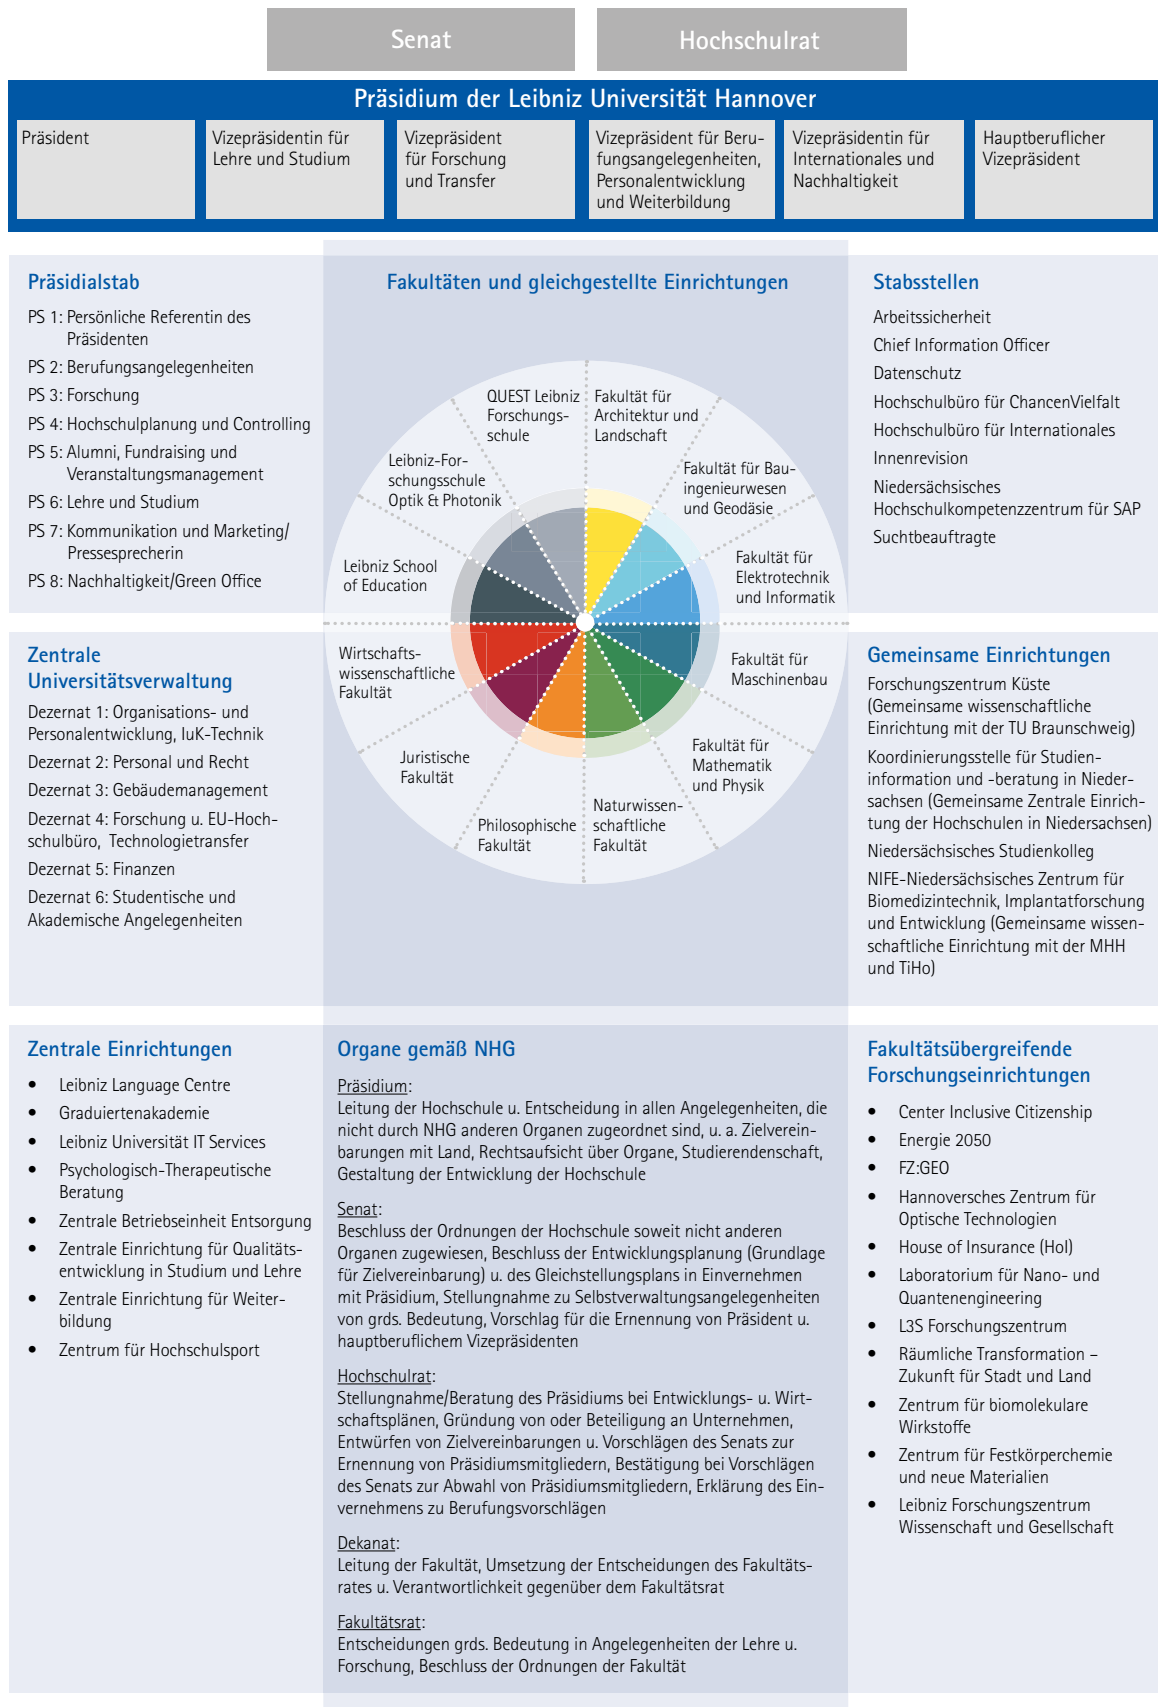 Senat
Hochschulrat
Präsidium der Leibniz Universität Hannover
Präsident
Vizepräsidentin für
Lehre und Studium
Vizepräsident
für Forschung
und Transfer
Vizepräsident für Beru-
fungsangelegenheiten,
Personalentwicklung
und Weiterbildung
Vizepräsidentin für
Internationales und
Nachhaltigkeit
Hauptberuflicher
Vizepräsident
Präsidialstab
PS 1: Persönliche Referentin des
Präsidenten
PS 2: Berufungsangelegenheiten
PS 3: Forschung
PS 4: Hochschulplanung und Controlling
PS 5: Alumni, Fundraising und
Veranstaltungsmanagement
PS 6: Lehre und Studium
PS 7: Kommunikation und Marketing/
Pressesprecherin
PS 8: Nachhaltigkeit/Green Office
Fakultäten und gleichgestellte Einrichtungen
QUEST Leibniz
Forschungs-
schule
Fakultät für
Architektur und
Landschaft
Leibniz-For-
schungsschule
Optik & Photonik
Fakultät für Bau-
ingenieurwesen
und Geodäsie
Leibniz School
of Education
Fakultät für
Elektrotechnik
und Informatik
Wirtschafts-
wissenschaftliche
Fakultät
Fakultät für
Maschinenbau
Juristische
Fakultät
Fakultät für
Mathematik
und Physik
Philosophische
Fakultät
Naturwissen-
schaftliche
Fakultät
Stabsstellen
Arbeitssicherheit
Chief Information Officer
Datenschutz
Hochschulbüro für ChancenVielfalt
Hochschulbüro für Internationales
Innenrevision
Niedersächsisches
Hochschulkompetenzzentrum für SAP
Suchtbeauftragte
Zentrale
Universitätsverwaltung
Dezernat 1: Organisations- und
Personalentwicklung, IuK-Technik
Dezernat 2: Personal und Recht
Dezernat 3: Gebäudemanagement
Dezernat 4: Forschung u. EU-Hoch-
schulbüro, Technologietransfer
Dezernat 5: Finanzen
Dezernat 6: Studentische und
Akademische Angelegenheiten
Gemeinsame Einrichtungen
Forschungszentrum Küste
(Gemeinsame wissenschaftliche
Einrichtung mit der TU Braunschweig)
Koordinierungsstelle für Studien-
information und -beratung in Nieder-
sachsen (Gemeinsame Zentrale Einrich-
tung der Hochschulen in Niedersachsen)
Niedersächsisches Studienkolleg
NIFE-Niedersächsisches Zentrum für
Biomedizintechnik, Implantatforschung
und Entwicklung (Gemeinsame wissen-
schaftliche Einrichtung mit der MHH
und TiHo)
Zentrale Einrichtungen
• Leibniz Language Centre
• Graduiertenakademie
• Leibniz Universität IT Services
• Psychologisch-Therapeutische
Beratung
• Zentrale Betriebseinheit Entsorgung
• Zentrale Einrichtung für Qualitäts-
entwicklung in Studium und Lehre
• Zentrale Einrichtung für Weiter-
bildung
• Zentrum für Hochschulsport
Organe gemäß NHG
Präsidium:
Leitung der Hochschule u. Entscheidung in allen Angelegenheiten, die
nicht durch NHG anderen Organen zugeordnet sind, u. a. Zielverein-
barungen mit Land, Rechtsaufsicht über Organe, Studierendenschaft,
Gestaltung der Entwicklung der Hochschule
Senat:
Beschluss der Ordnungen der Hochschule soweit nicht anderen
Organen zugewiesen, Beschluss der Entwicklungsplanung (Grundlage
für Zielvereinbarung) u. des Gleichstellungsplans in Einvernehmen
mit Präsidium, Stellungnahme zu Selbstverwaltungsangelegenheiten
von grds. Bedeutung, Vorschlag für die Ernennung von Präsident u.
hauptberuflichem Vizepräsidenten
Hochschulrat:
Stellungnahme/Beratung des Präsidiums bei Entwicklungs- u. Wirt-
schaftsplänen, Gründung von oder Beteiligung an Unternehmen,
Entwürfen von Zielvereinbarungen u. Vorschlägen des Senats zur
Ernennung von Präsidiumsmitgliedern, Bestätigung bei Vorschlägen
des Senats zur Abwahl von Präsidiumsmitgliedern, Erklärung des Ein-
vernehmens zu Berufungsvorschlägen
Dekanat:
Leitung der Fakultät, Umsetzung der Entscheidungen des Fakultäts-
rates u. Verantwortlichkeit gegenüber dem Fakultätsrat
Fakultätsrat:
Entscheidungen grds. Bedeutung in Angelegenheiten der Lehre u.
Forschung, Beschluss der Ordnungen der Fakultät
Fakultätsübergreifende
Forschungseinrichtungen
• Center Inclusive Citizenship
• Energie 2050
• FZ:GEO
• Hannoversches Zentrum für
Optische Technologien
• House of Insurance (HoI)
• Laboratorium für Nano- und
Quantenengineering
• L3S Forschungszentrum
• Räumliche Transformation –
Zukunft für Stadt und Land
• Zentrum für biomolekulare
Wirkstoffe
• Zentrum für Festkörperchemie
und neue Materialien
• Leibniz Forschungszentrum
Wissenschaft und Gesellschaft